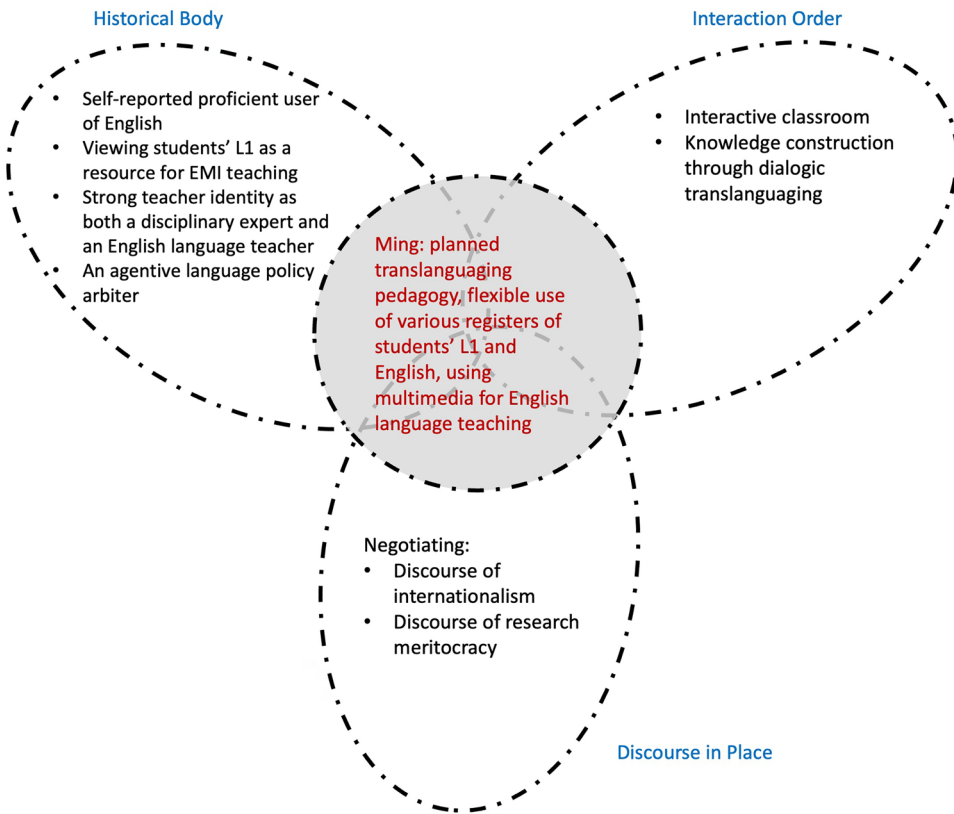 Historical Body
Interaction Order
• Self-reported proficient user
of English
• Viewing students' L1 as a
resource for EMI teaching
• Strong teacher identity as
both a disciplinary expert and
an English language teacher
• An agentive language policy
arbiter
• Interactive classroom
• Knowledge construction
through dialogic
translanguaging
Ming: planned
translanguaging
pedagogy, flexible use
of various registers of
students' L1 and
English, using
multimedia for English
language teaching
Negotiating:
• Discourse of
internationalism
• Discourse of research
meritocracy
Discourse in Place